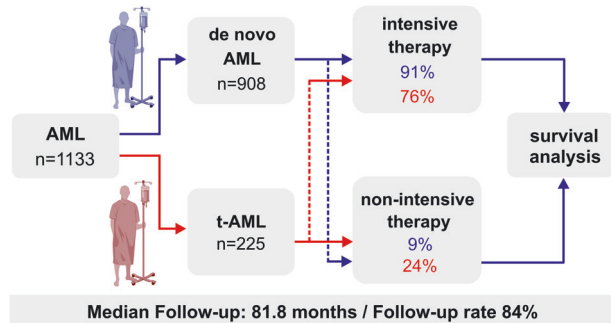 AML
n=1133
de novo
AML
n=908
t-AML
n=225
intensive
therapy
91%
76%
non-intensive
therapy
9%
24%
survival
analysis
Median Follow-up: 81.8 months / Follow-up rate 84%